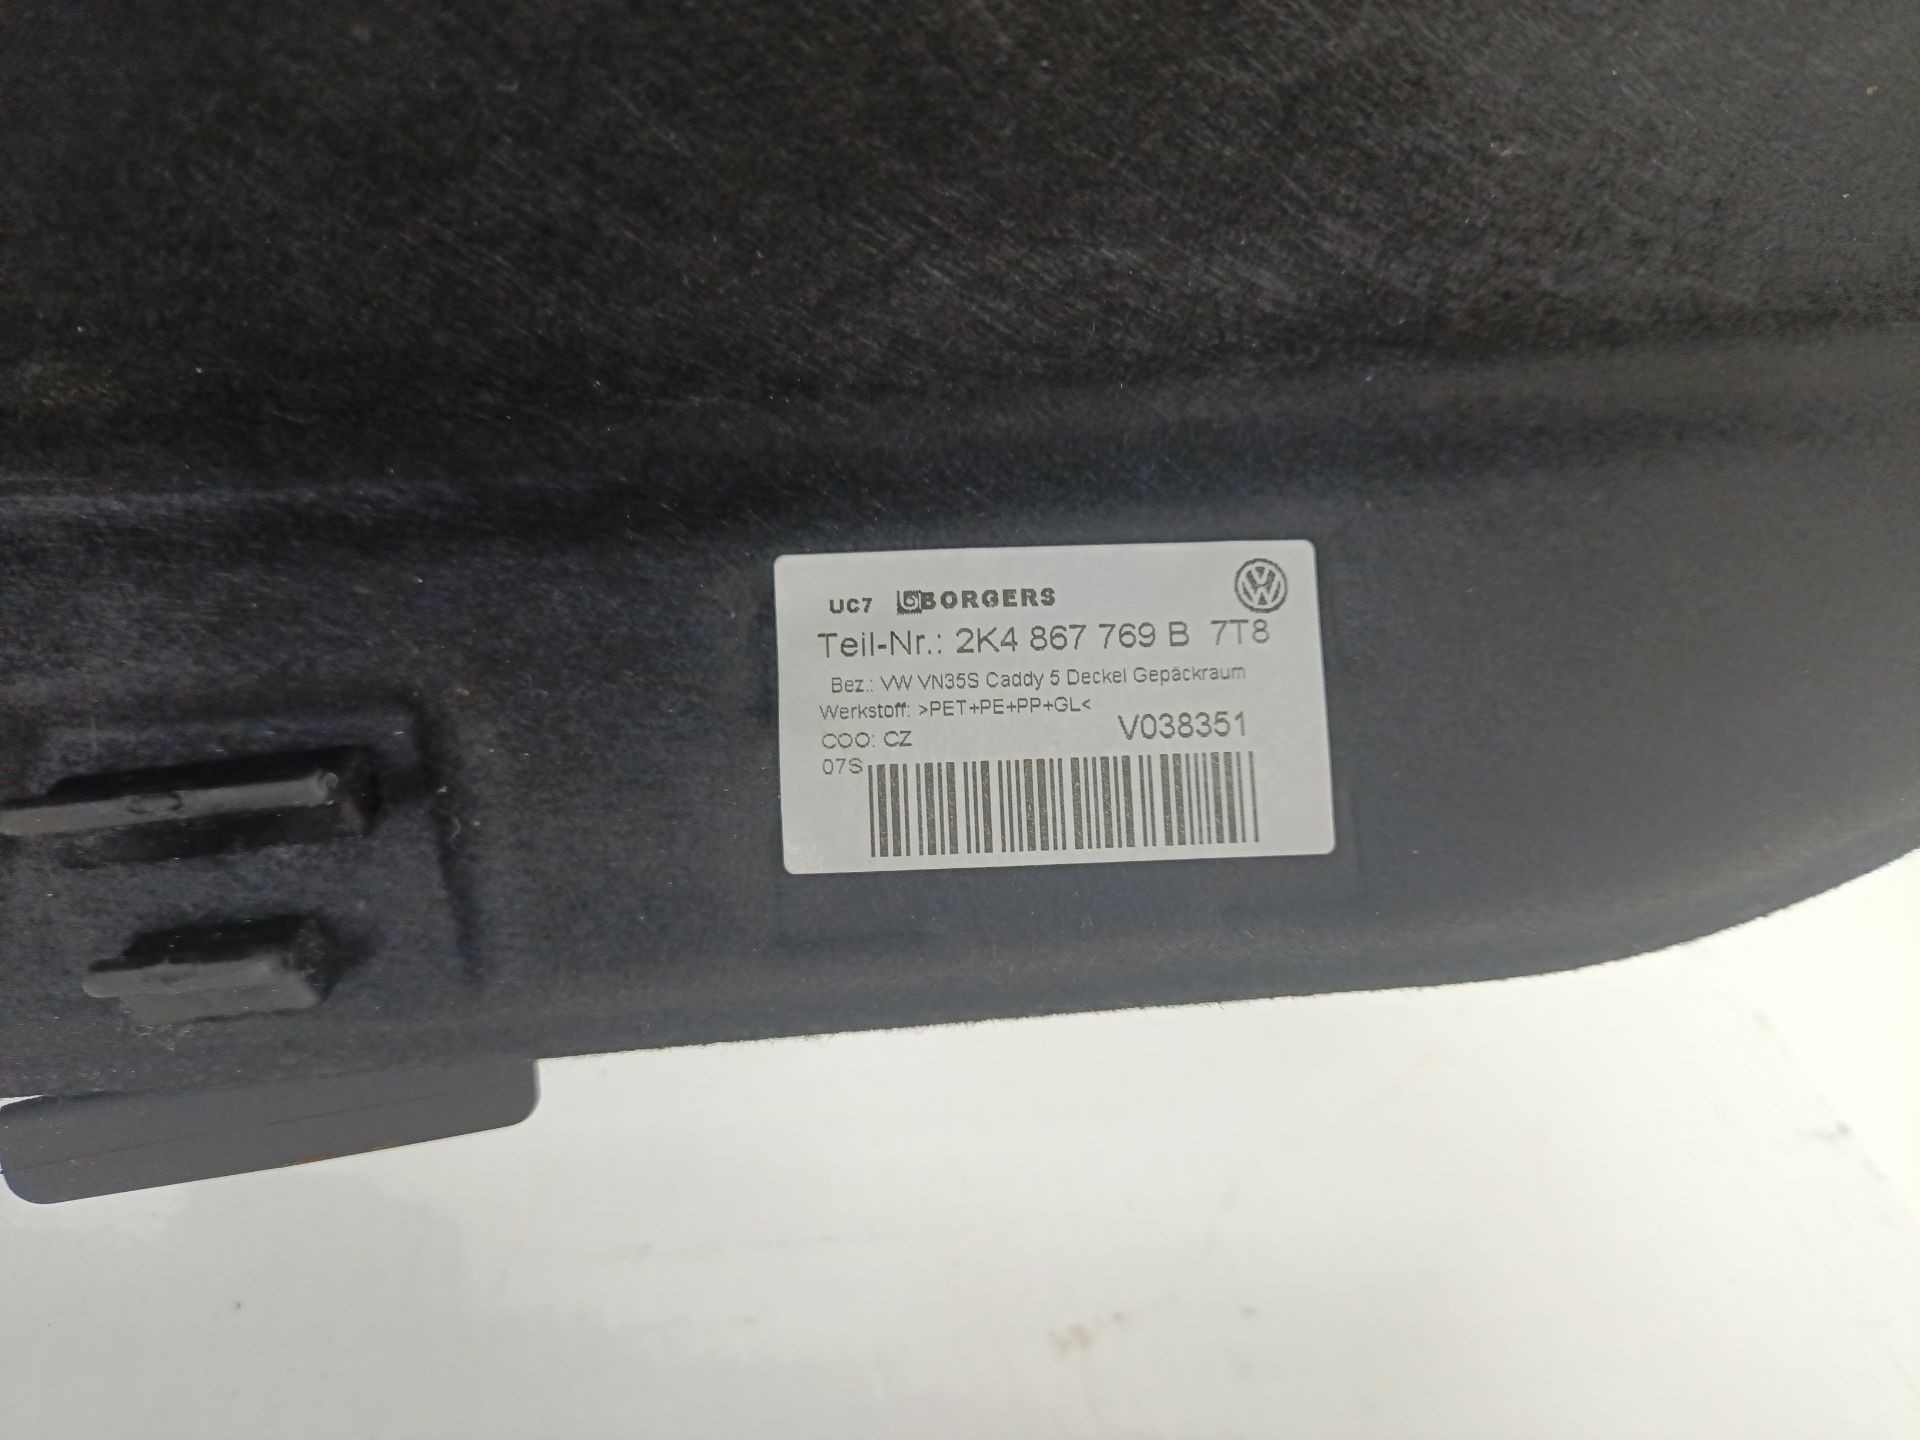 UC7 BORGERS
Teil-Nr.: 2K4 867 769 B 7T8
Bez.: VW VN35S Caddy 5 Deckel Gepäckraum
Werkstoff: >PET+PE+PP+GL<
COO: CZ V038351
07S